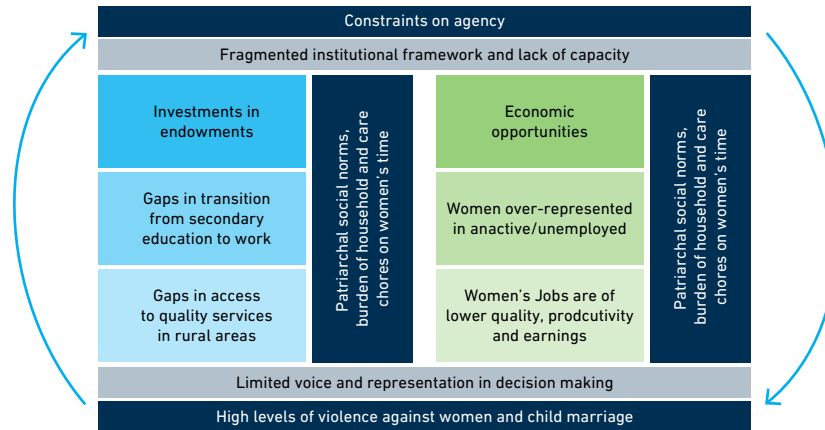 Constraints on agency
Fragmented institutional framework and lack of capacity
Investments in
endowments
Patriarchal social norms,
burden of household and care
chores on women's time
Economic
opportunities
Patriarchal social norms,
burden of household and care
chores on women's time
Gaps in transition
from secondary
education to work
Women over-represented
in anactive/unemployed
Gaps in access
to quality services
in rural areas
Women's Jobs are of
lower quality, prodcutivity
and earnings
Limited voice and representation in decision making
High levels of violence against women and child marriage